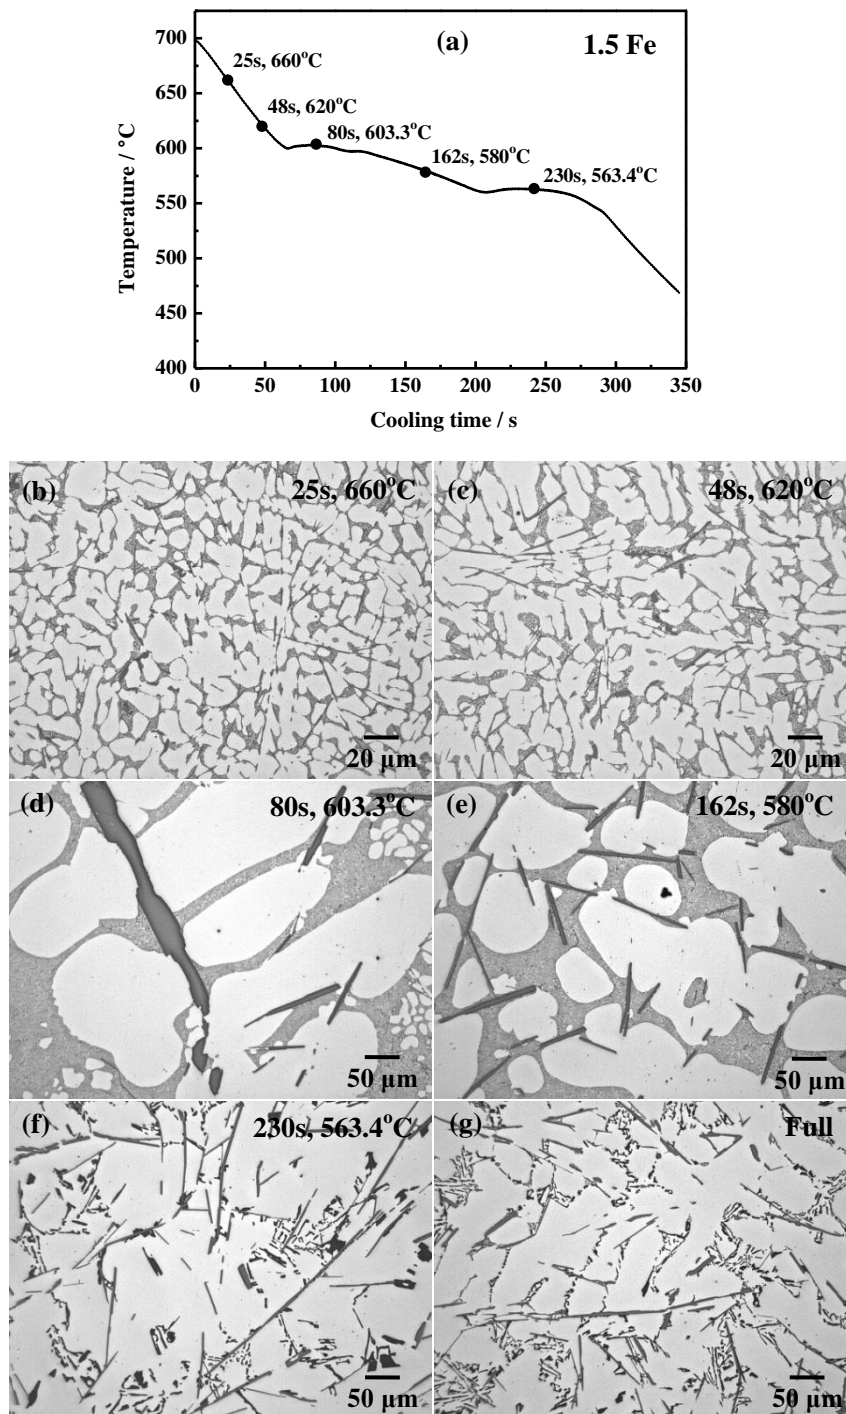 (a)
1.5 Fe
700
650
600
550
500
450
400
Temperature / °C
25s, 660°C
48s, 620°C
80s, 603.3°C
162s, 580°C
230s, 563.4°C
0 50 100 150 200 250 300 350
Cooling time / s
(b) 25s, 660°C
20 µm
(c) 48s, 620°C
20 µm
(d) 80s, 603.3°C
50 µm
(e) 162s, 580°C
50 µm
(f) 230s, 563.4°C
50 µm
(g) Full
50 µm